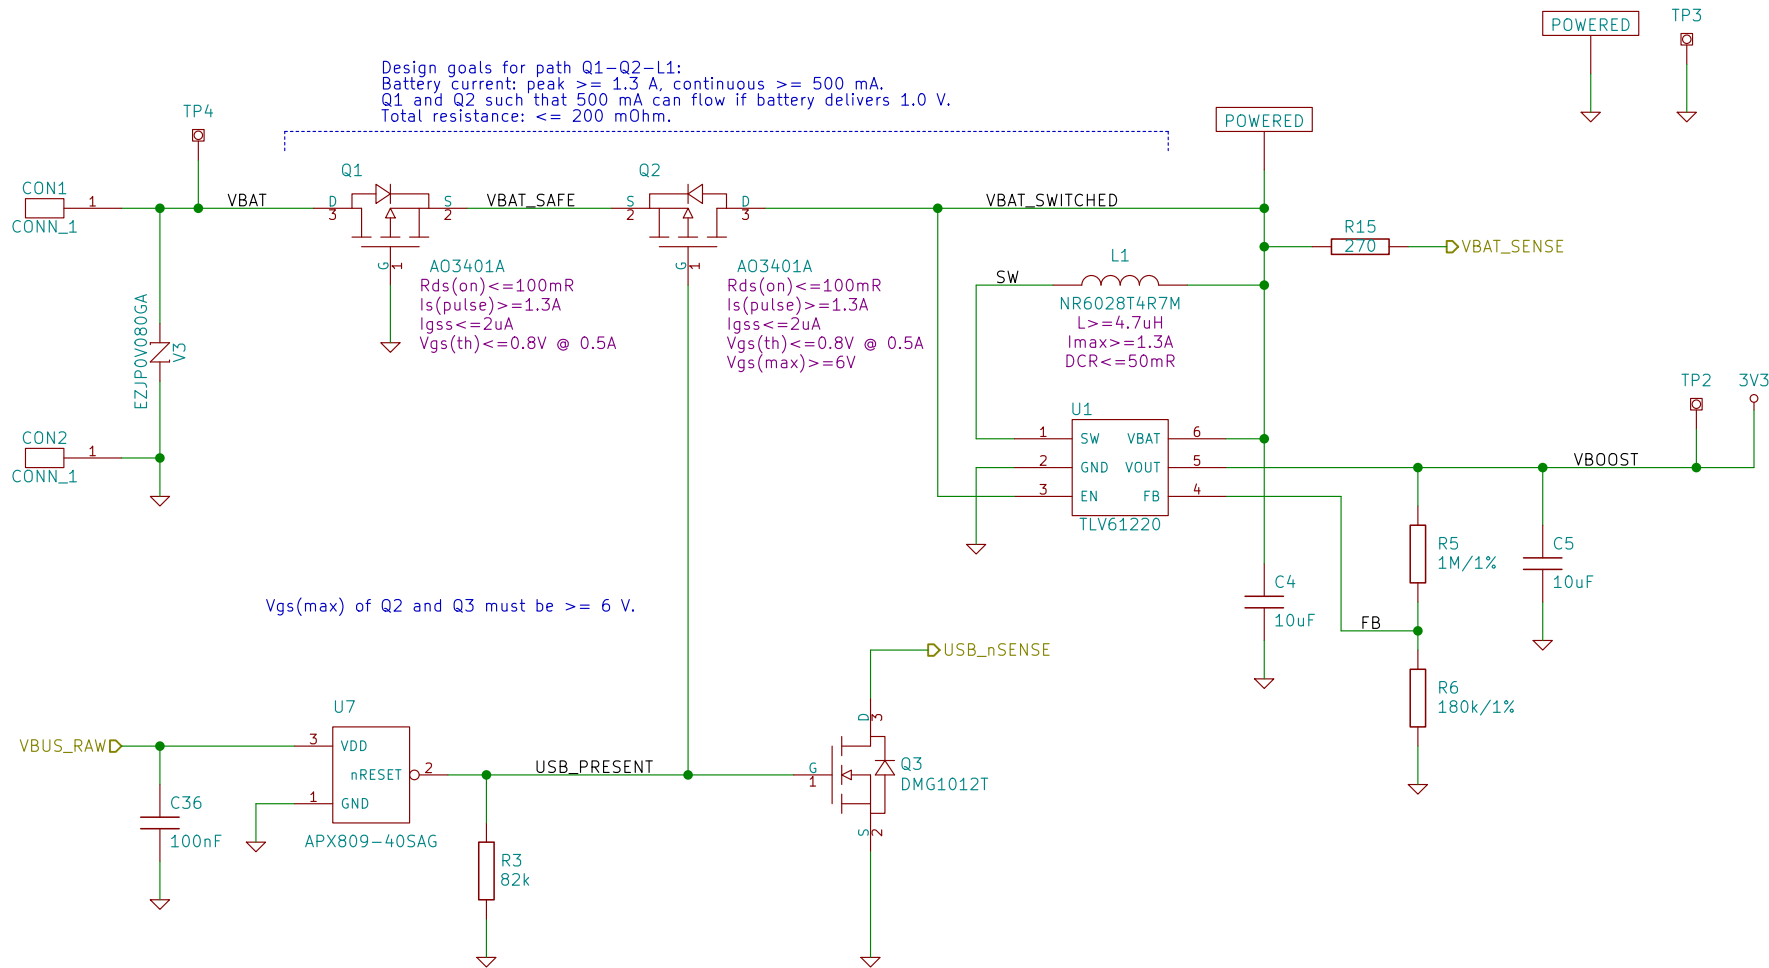 POWERED
TP3
Design goals for path Q1-Q2-L1:
Battery current: peak >= 1.3 A, continuous >= 500 mA.
Q1 and Q2 such that 500 mA can flow if battery delivers 1.0 V.
Total resistance: <= 200 mOhm.
TP4
POWERED
CON1
1
CONN_1
VBAT
Q1
D
3
S
2
G
1
AO3401A
Rds(on)<=100mR
Is(pulse)>=1.3A
Igss<=2uA
Vgs(th)<=0.8V @ 0.5A
VBAT_SAFE
Q2
S
2
D
3
G
1
AO3401A
Rds(on)<=100mR
Is(pulse)>=1.3A
Igss<=2uA
Vgs(th)<=0.8V @ 0.5A
Vgs(max)>=6V
VBAT_SWITCHED
R15
270
VBAT_SENSE
SW
L1
NR6028T4R7M
L>=4.7uH
Imax>=1.3A
DCR<=50mR
EZJP0V080GA
V3
CON2
1
CONN_1
U1
1 SW VBAT 6
2 GND VOUT 5
3 EN FB 4
TLV61220
TP2
3V3
VBOOST
R5
1M/1%
C5
10uF
C4
10uF
FB
R6
180k/1%
Vgs(max) of Q2 and Q3 must be >= 6 V.
USB_nSENSE
U7
VBUS_RAW
3 VDD
nRESET 2
1 GND
APX809-40SAG
C36
100nF
USB_PRESENT
R3
82k
D
3
G
1
S
2
Q3
DMG1012T